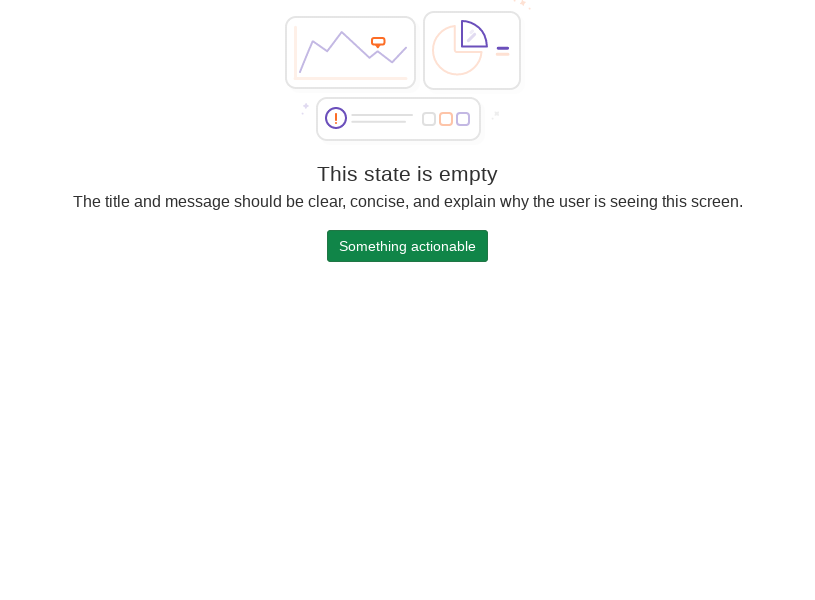 This state is empty
The title and message should be clear, concise, and explain why the user is seeing this screen.
Something actionable